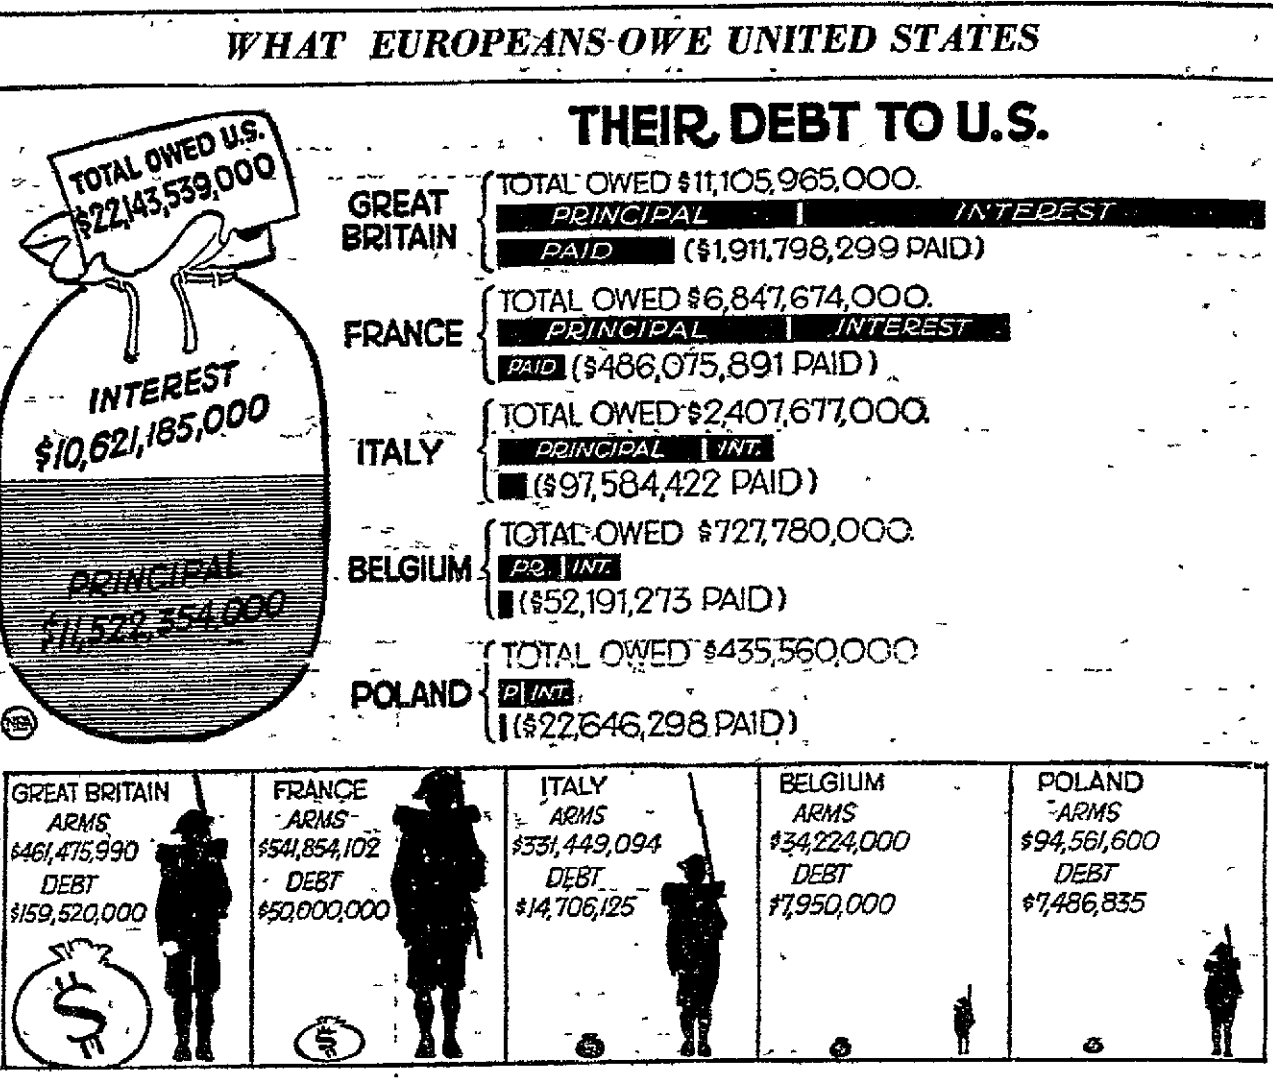 WHAT EUROPEANS OWE UNITED STATES
THEIR DEBT TO U.S.
TOTAL OWED U.S.
$22,143,539,000
INTEREST
$10,621,185,000
PRINCIPAL
$11,522,354,000
NEA
GREAT
BRITAIN
TOTAL OWED $11,105,965,000.
PRINCIPAL | INTEREST
PAID ($1,911,798,299 PAID)
FRANCE
TOTAL OWED $6,847,674,000.
PRINCIPAL | INTEREST
PAID ($486,075,891 PAID)
ITALY
TOTAL OWED $2,407,677,000.
PRINCIPAL | INT.
($97,584,422 PAID)
BELGIUM
TOTAL OWED $727,780,000.
PR. | INT.
($52,191,273 PAID)
POLAND
TOTAL OWED $435,560,000
P | INT.
($22,646,298 PAID)
GREAT BRITAIN
ARMS
$461,475,990
DEBT
$159,520,000
$
FRANCE
ARMS
$541,854,102
DEBT
$50,000,000
$
ITALY
ARMS
$331,449,094
DEBT
$14,706,125
BELGIUM
ARMS
$34,224,000
DEBT
$7,950,000
POLAND
ARMS
$94,561,600
DEBT
$7,486,835